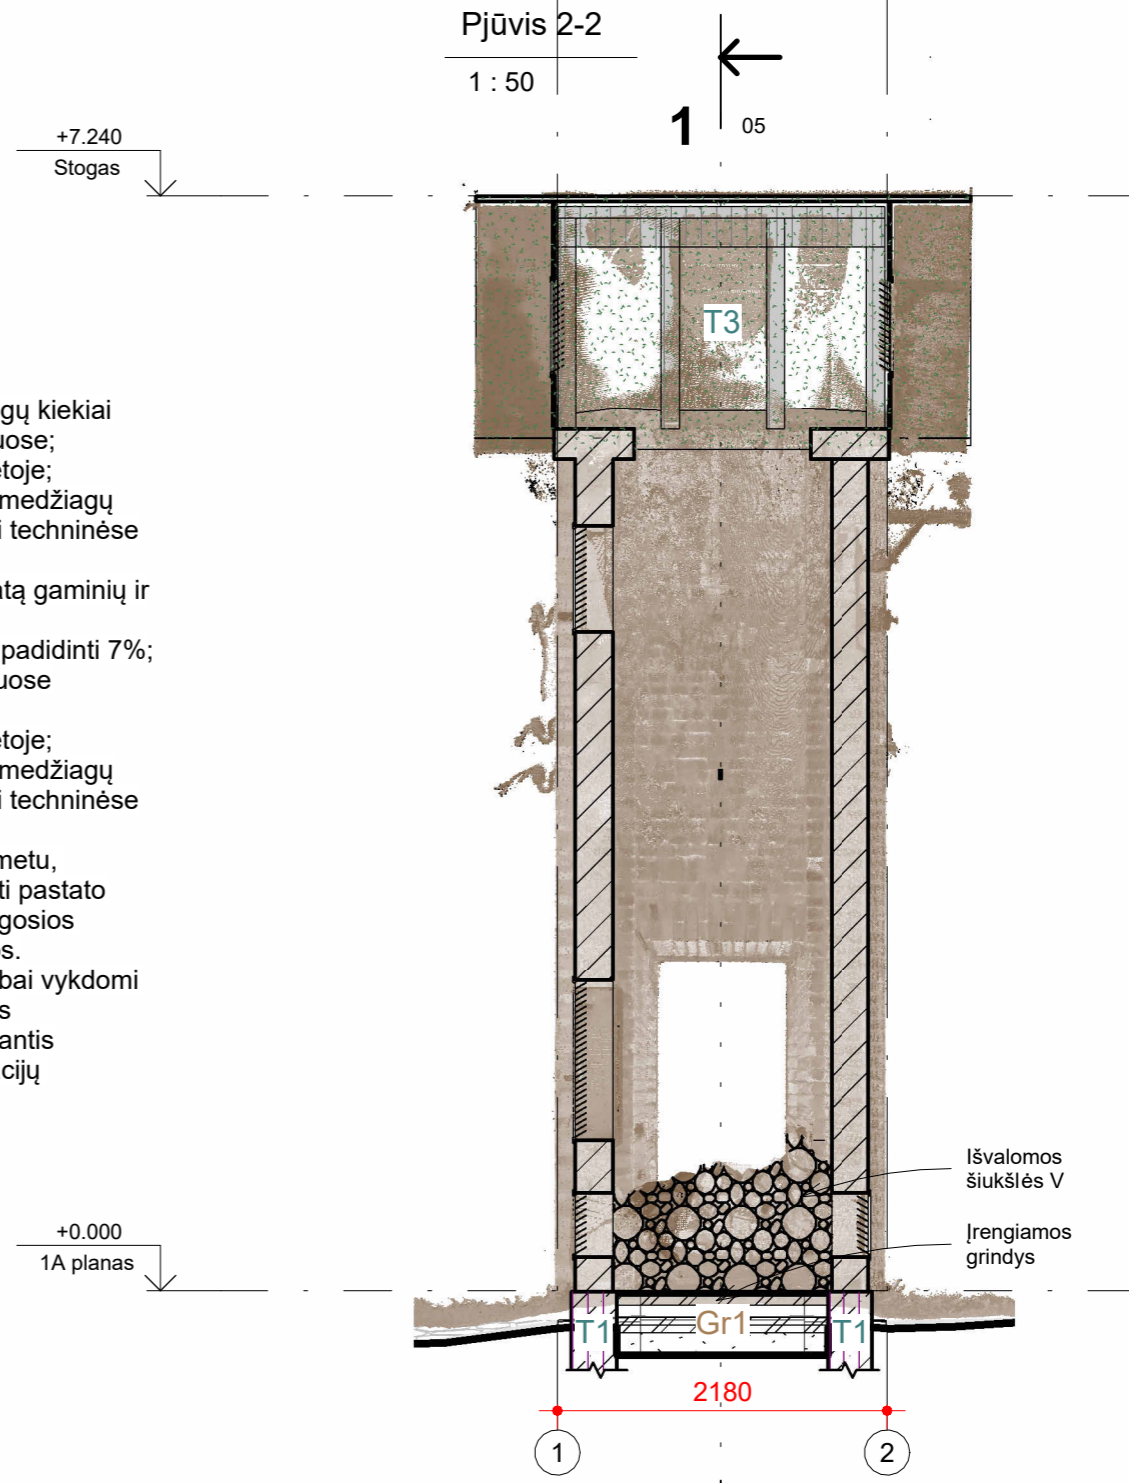 Pjūvis 2-2
1 : 50
1
05
+7.240
Stogas
T3
gų kiekiai
uose;
etoje;
medžiagų
i techninėse
atą gaminių ir
padidinti 7%;
uose
etoje;
medžiagų
i techninėse
metu,
ti pastato
gosios
os.
bai vykdomi
s
antis
cijų
Išvalomos
šiukšlės V
Įrengiamos
grindys
+0.000
1A planas
T1
Gr1
T1
2180
1
2